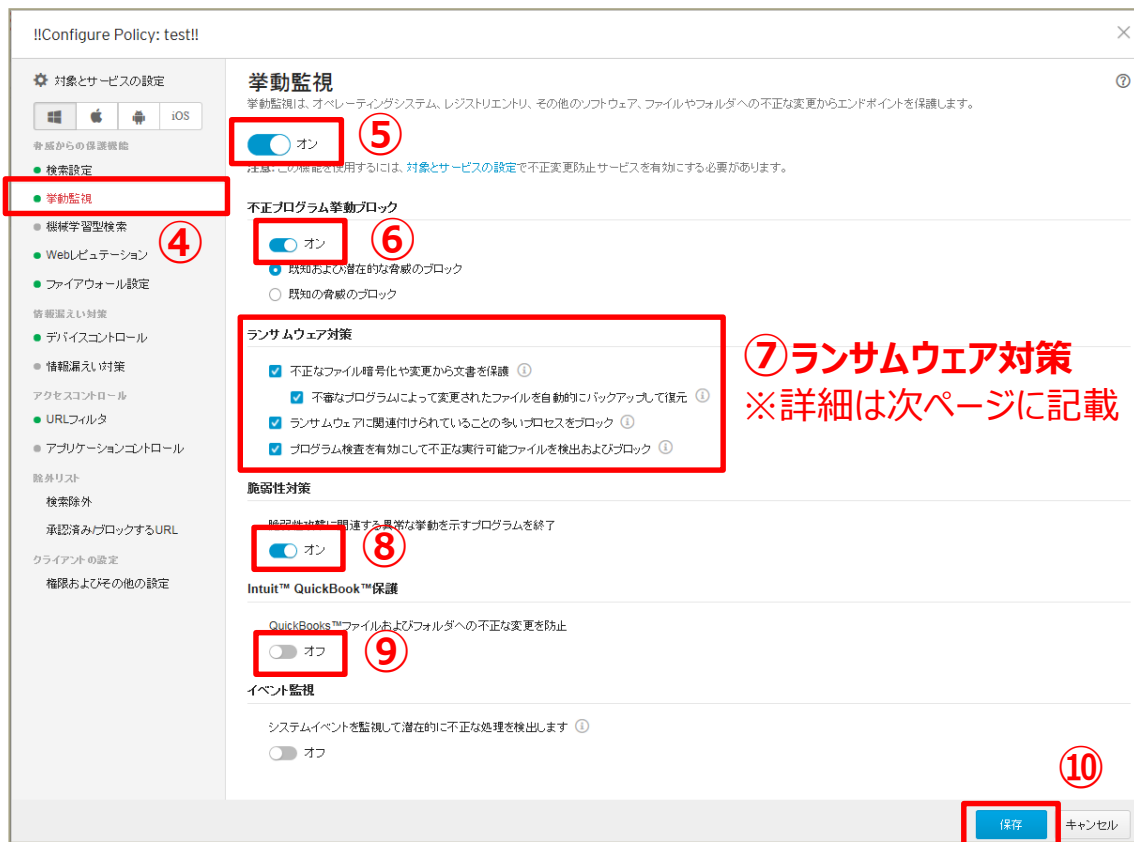 !!Configure Policy: test!!
対象とサービスの設定
iOS
脅威からの保護機能
検索設定
挙動監視
④
機械学習型検索
Webレピュテーション
ファイアウォール設定
情報漏えい対策
デバイスコントロール
情報漏えい対策
アクセスコントロール
URLフィルタ
アプリケーションコントロール
除外リスト
検索除外
承認済み/ブロックするURL
クライアントの設定
権限およびその他の設定
挙動監視
挙動監視は、オペレーティングシステム、レジストリエントリ、その他のソフトウェア、ファイルやフォルダへの不正な変更からエンドポイントを保護します。
オン ⑤
注意: この機能を使用するには、対象とサービスの設定で不正変更防止サービスを有効にする必要があります。
不正プログラム挙動ブロック
オン ⑥
既知および潜在的な脅威のブロック
既知の脅威のブロック
ランサムウェア対策
不正なファイル暗号化や変更から文書を保護
不審なプログラムによって変更されたファイルを自動的にバックアップして復元
ランサムウェアに関連付けられていることの多いプロセスをブロック
プログラム検査を有効にして不正な実行可能ファイルを検出およびブロック
⑦ランサムウェア対策
※詳細は次ページに記載
脆弱性対策
脆弱性攻撃に関連する異常な挙動を示すプログラムを終了
オン ⑧
Intuit™ QuickBook™保護
QuickBooks™ファイルおよびフォルダへの不正な変更を防止
オフ ⑨
イベント監視
システムイベントを監視して潜在的に不正な処理を検出します
オフ
⑩
保存 キャンセル